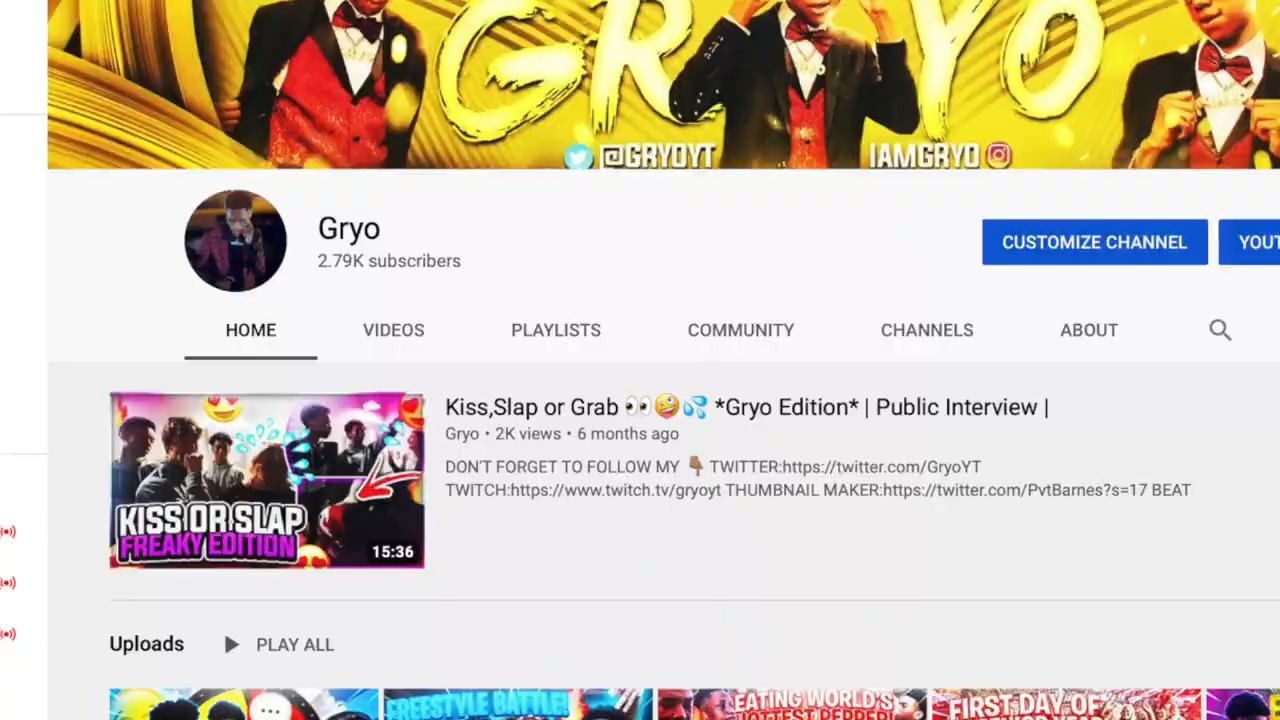 GRYO
@GRYOYT IAMGRYO
Gryo
2.79K subscribers
CUSTOMIZE CHANNEL
HOME VIDEOS PLAYLISTS COMMUNITY CHANNELS ABOUT
Kiss,Slap or Grab 👀🤪💦 *Gryo Edition* | Public Interview |
Gryo • 2K views • 6 months ago
DON'T FORGET TO FOLLOW MY 👇🏽 TWITTER:https://twitter.com/GryoYT
TWITCH:https://www.twitch.tv/gryoyt THUMBNAIL MAKER:https://twitter.com/PvtBarnes?s=17 BEAT
KISS OR SLAP
FREAKY EDITION
15:36
Uploads PLAY ALL
FREESTYLE BATTLE!
EATING WORLD'S
HOTTEST PEPPER!
FIRST DAY OF